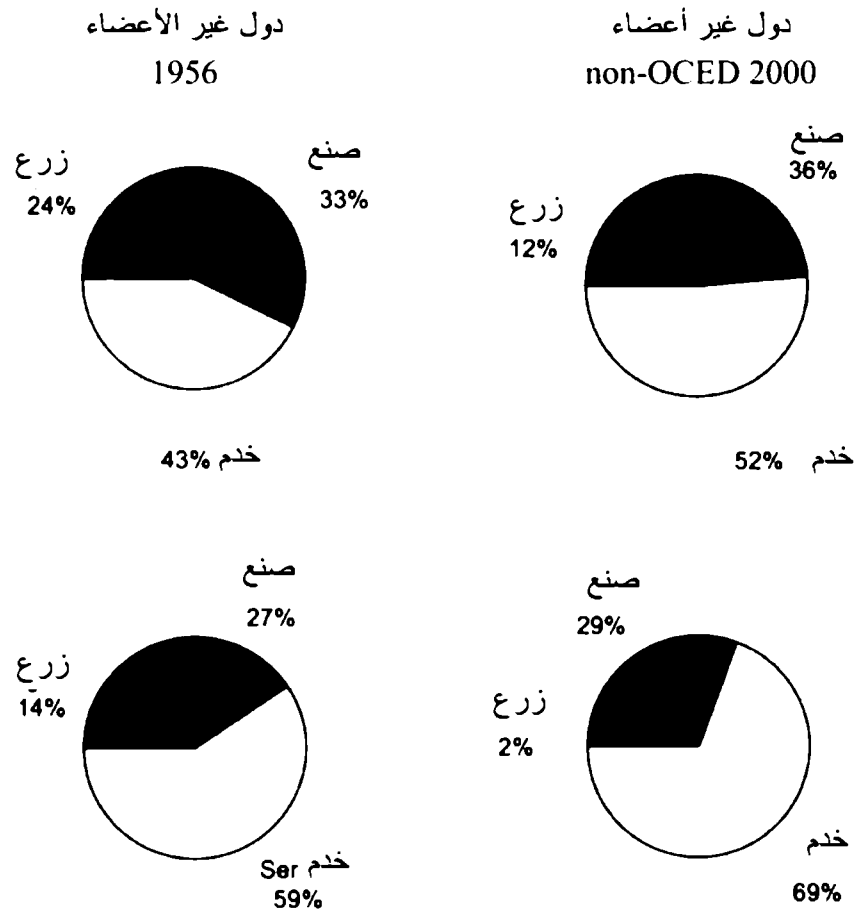 دول غير الأعضاء
1956
دول غير أعضاء
non-OCED 2000
زرع
24%
صنع
33%
خدم 43%
زرع
12%
صنع
36%
خدم 52%
صنع
27%
زرع
14%
خدم Ser
59%
صنع
29%
زرع
2%
خدم
69%